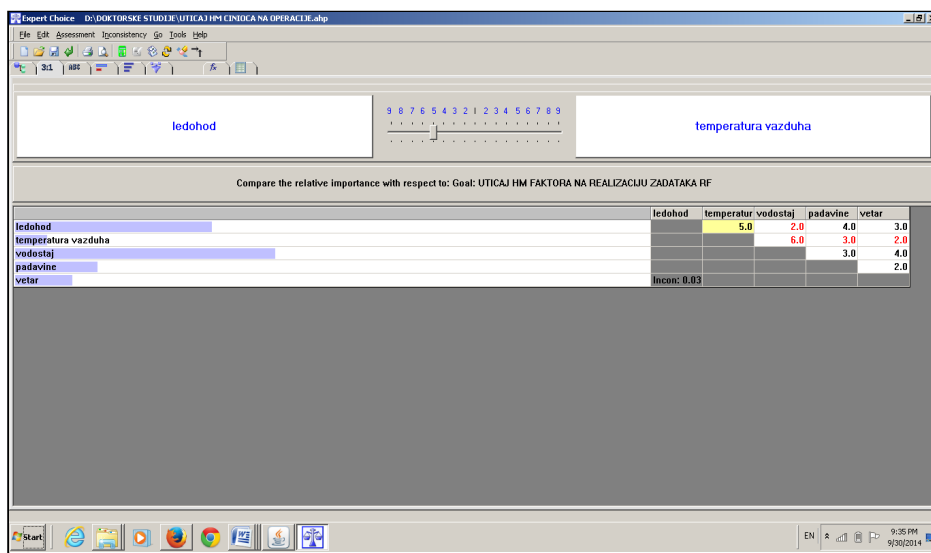 Expert Choice D:\DOKTORSKE STUDIJE\UTICAJ HM CINIOCA NA OPERACIJE.ahp
File Edit Assessment Inconsistency Go Tools Help
3:1 ABC
9 8 7 6 5 4 3 2 1 2 3 4 5 6 7 8 9
ledohod temperatura vazduha
Compare the relative importance with respect to: Goal: UTICAJ HM FAKTORA NA REALIZACIJU ZADATAKA RF
ledohod temperatur vodostaj padavine vetar
ledohod 5.0 2.0 4.0 3.0
temperatura vazduha 6.0 3.0 2.0
vodostaj 3.0 4.0
padavine 2.0
vetar Incon: 0.03
Start EN 9:35 PM
9/30/2014